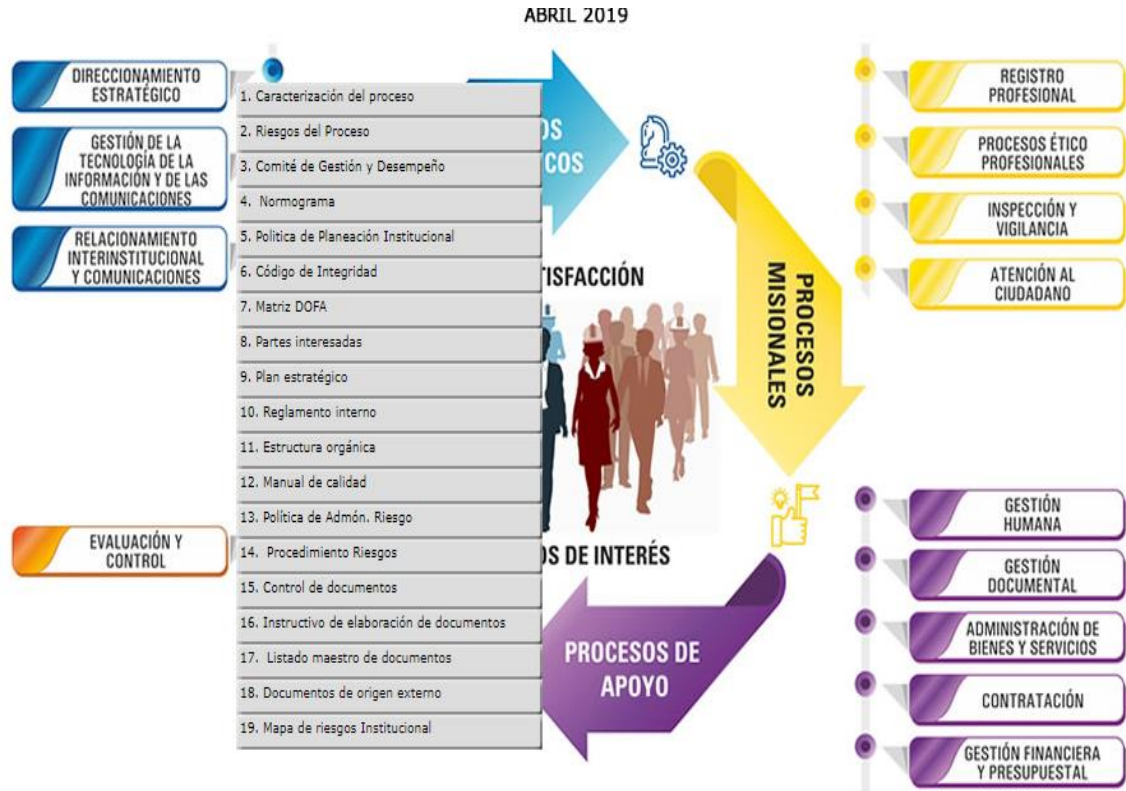 ABRIL 2019
DIRECCIONAMIENTO
ESTRATÉGICO
GESTIÓN DE LA
TECNOLOGÍA DE LA
INFORMACIÓN Y DE LAS
COMUNICACIONES
RELACIONAMIENTO
INTERINSTITUCIONAL
Y COMUNICACIONES
EVALUACIÓN Y
CONTROL
1. Caracterización del proceso
2. Riesgos del Proceso
3. Comité de Gestión y Desempeño
4. Normograma
5. Politica de Planeación Institucional
6. Código de Integridad
7. Matriz DOFA
8. Partes interesadas
9. Plan estratégico
10. Reglamento interno
11. Estructura orgánica
12. Manual de calidad
13. Política de Admón. Riesgo
14. Procedimiento Riesgos
15. Control de documentos
16. Instructivo de elaboración de documentos
17. Listado maestro de documentos
18. Documentos de origen externo
19. Mapa de riesgos Institucional
OS
COS
TISFACCIÓN
OS DE INTERÉS
PROCESOS
MISIONALES
PROCESOS DE
APOYO
REGISTRO
PROFESIONAL
PROCESOS ÉTICO
PROFESIONALES
INSPECCIÓN Y
VIGILANCIA
ATENCIÓN AL
CIUDADANO
GESTIÓN
HUMANA
GESTIÓN
DOCUMENTAL
ADMINISTRACIÓN DE
BIENES Y SERVICIOS
CONTRATACIÓN
GESTIÓN FINANCIERA
Y PRESUPUESTAL